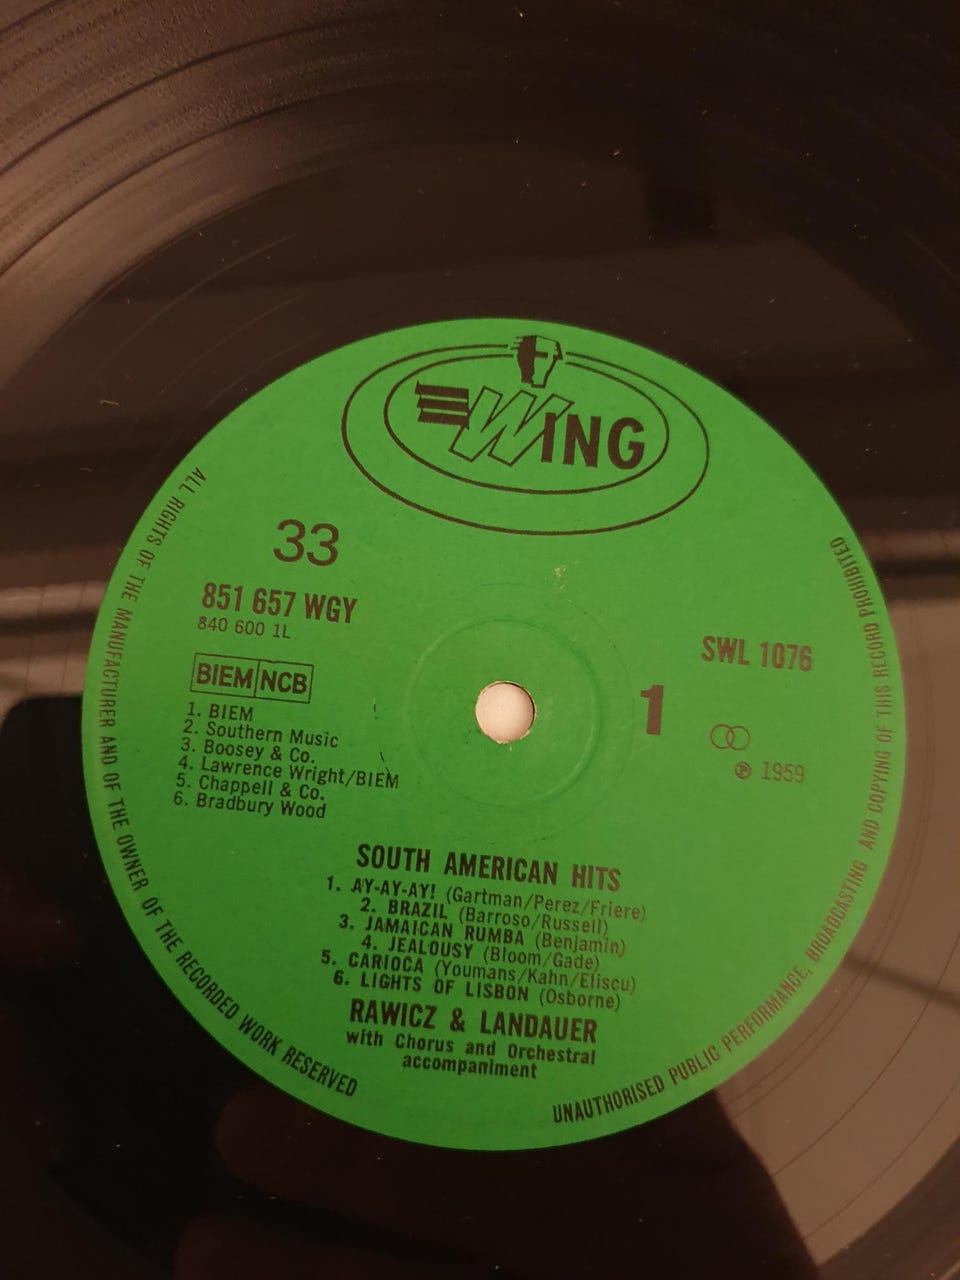 WING
33
851 657 WGY
840 600 1L
BIEM NCB
1. BIEM
2. Southern Music
3. Boosey & Co.
4. Lawrence Wright/BIEM
5. Chappell & Co.
6. Bradbury Wood
SWL 1076
1
℗ 1959
SOUTH AMERICAN HITS
1. AY-AY-AY! (Gartman/Perez/Friere)
2. BRAZIL (Barroso/Russell)
3. JAMAICAN RUMBA (Benjamin)
4. JEALOUSY (Bloom/Gade)
5. CARIOCA (Youmans/Kahn/Eliscu)
6. LIGHTS OF LISBON (Osborne)
RAWICZ & LANDAUER
with Chorus and Orchestral
accompaniment
ALL RIGHTS OF THE MANUFACTURER AND OF THE OWNER OF THE RECORDED WORK RESERVED
UNAUTHORISED PUBLIC PERFORMANCE, BROADCASTING AND COPYING OF THIS RECORD PROHIBITED